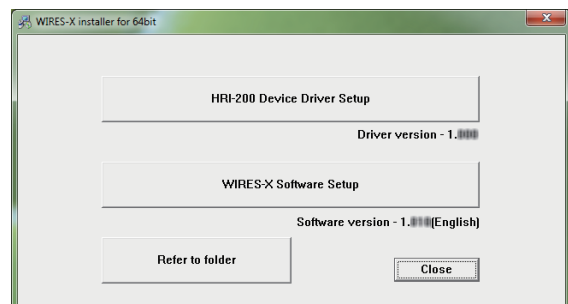 WIRES-X installer for 64bit
HRI-200 Device Driver Setup
Driver version - 1.
WIRES-X Software Setup
Software version - 1. (English)
Refer to folder
Close